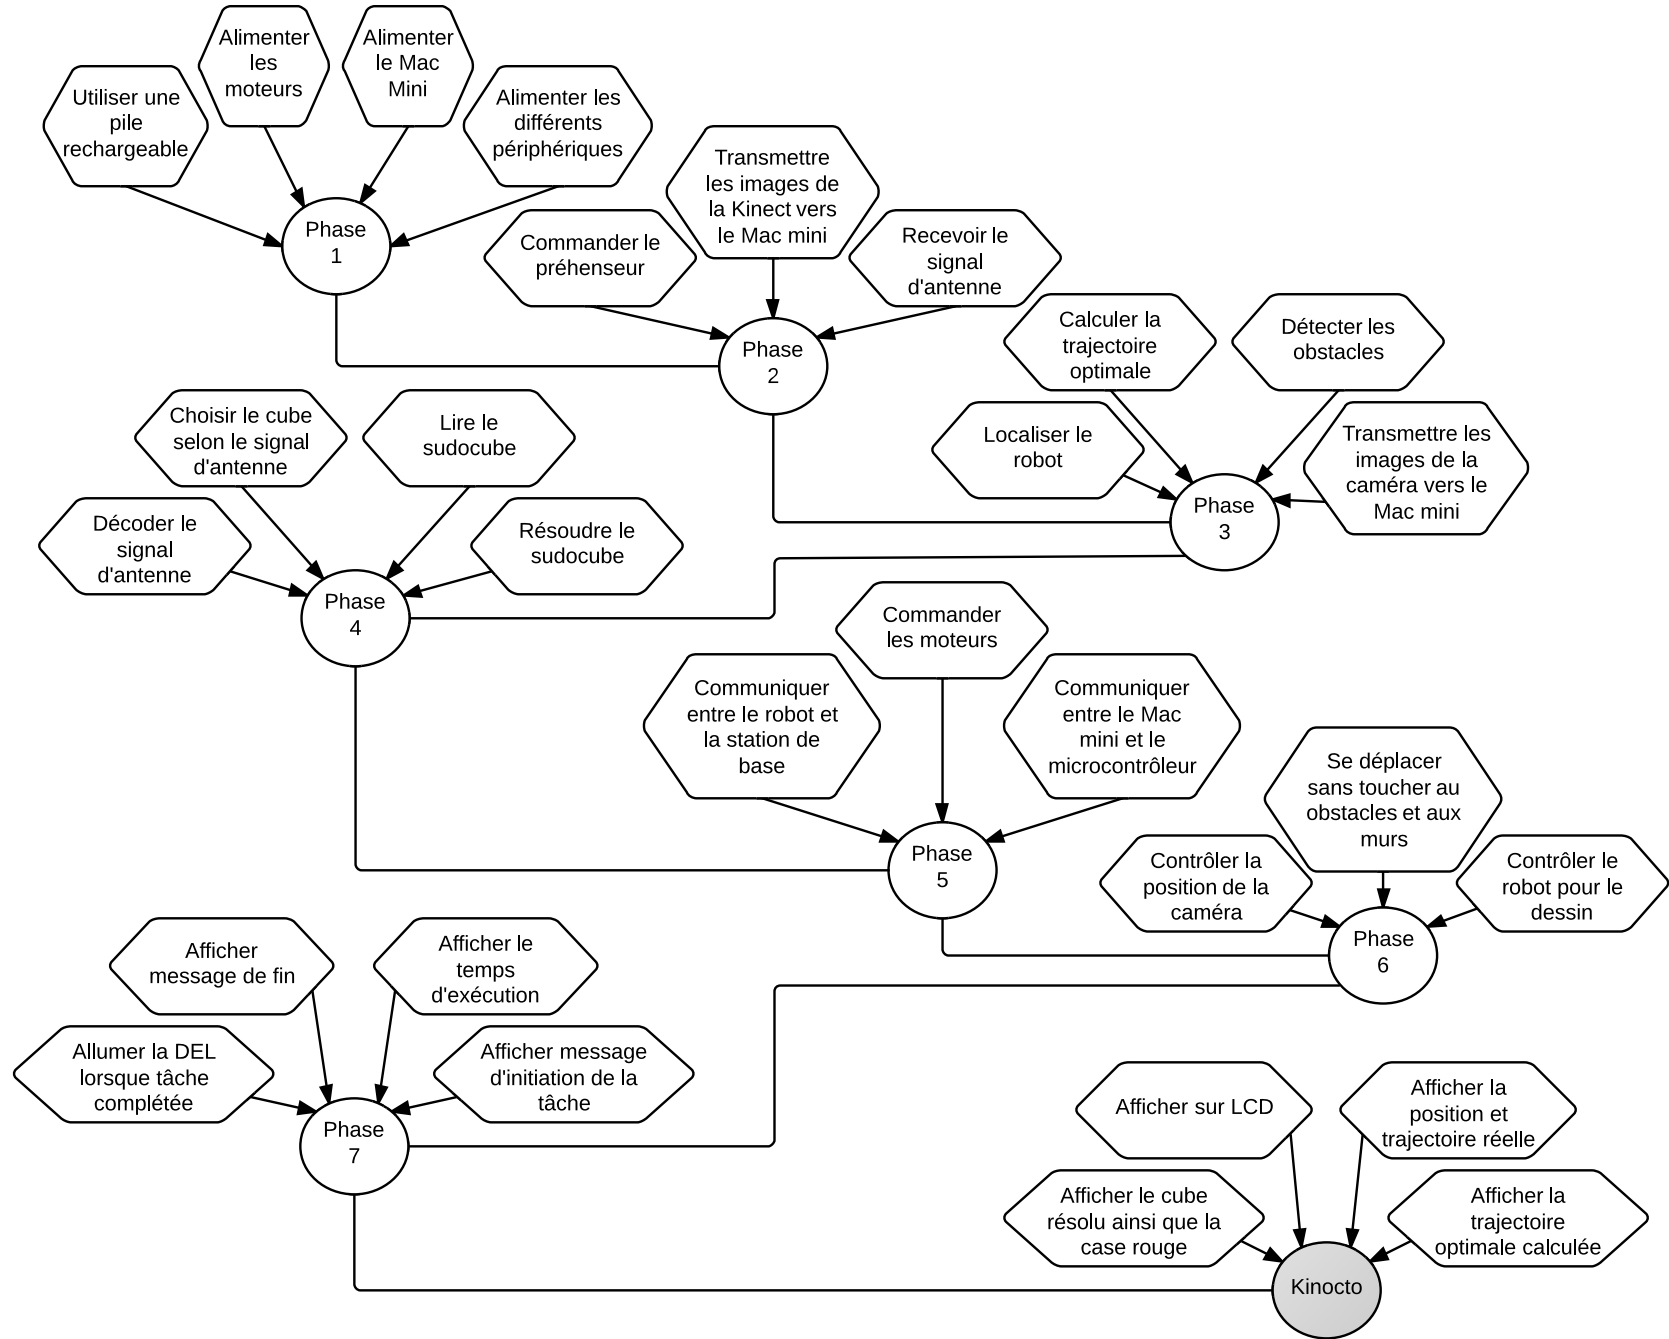 Utiliser une
pile
rechargeable
Alimenter
les
moteurs
Alimenter
le Mac
Mini
Alimenter les
différents
périphériques
Phase
1
Commander le
préhenseur
Transmettre
les images de
la Kinect vers
le Mac mini
Recevoir le
signal
d'antenne
Phase
2
Localiser le
robot
Calculer la
trajectoire
optimale
Détecter les
obstacles
Transmettre les
images de la
caméra vers le
Mac mini
Phase
3
Décoder le
signal
d'antenne
Choisir le cube
selon le signal
d'antenne
Lire le
sudocube
Résoudre le
sudocube
Phase
4
Communiquer
entre le robot et
la station de
base
Commander
les moteurs
Communiquer
entre le Mac
mini et le
microcontrôleur
Phase
5
Contrôler la
position de la
caméra
Se déplacer
sans toucher au
obstacles et aux
murs
Contrôler le
robot pour le
dessin
Phase
6
Allumer la DEL
lorsque tâche
complétée
Afficher
message de fin
Afficher le
temps
d'exécution
Afficher message
d'initiation de la
tâche
Phase
7
Afficher le cube
résolu ainsi que la
case rouge
Afficher sur LCD
Afficher la
position et
trajectoire réelle
Afficher la
trajectoire
optimale calculée
Kinocto